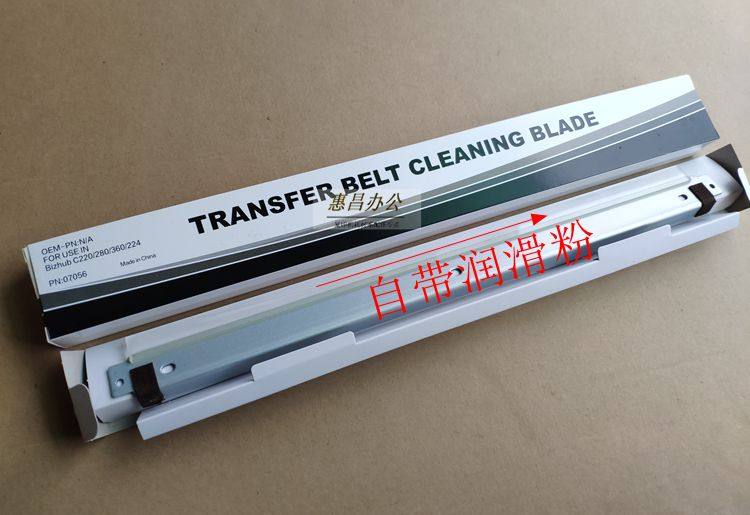 TRANSFER BELT CLEANING BLADE
惠昌办公
OEM-PN:N/A
FOR USE IN
Bizhub C220/280/360/224
Made in China
PN:07056
自带润滑粉